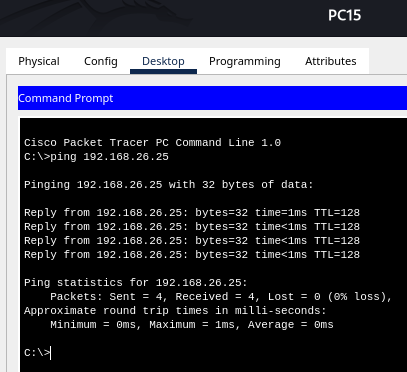 PC15
Physical Config Desktop Programming Attributes
Command Prompt
Cisco Packet Tracer PC Command Line 1.0
C:\>ping 192.168.26.25
Pinging 192.168.26.25 with 32 bytes of data:
Reply from 192.168.26.25: bytes=32 time=1ms TTL=128
Reply from 192.168.26.25: bytes=32 time<1ms TTL=128
Reply from 192.168.26.25: bytes=32 time<1ms TTL=128
Reply from 192.168.26.25: bytes=32 time<1ms TTL=128
Ping statistics for 192.168.26.25:
Packets: Sent = 4, Received = 4, Lost = 0 (0% loss),
Approximate round trip times in milli-seconds:
Minimum = 0ms, Maximum = 1ms, Average = 0ms
C:\>